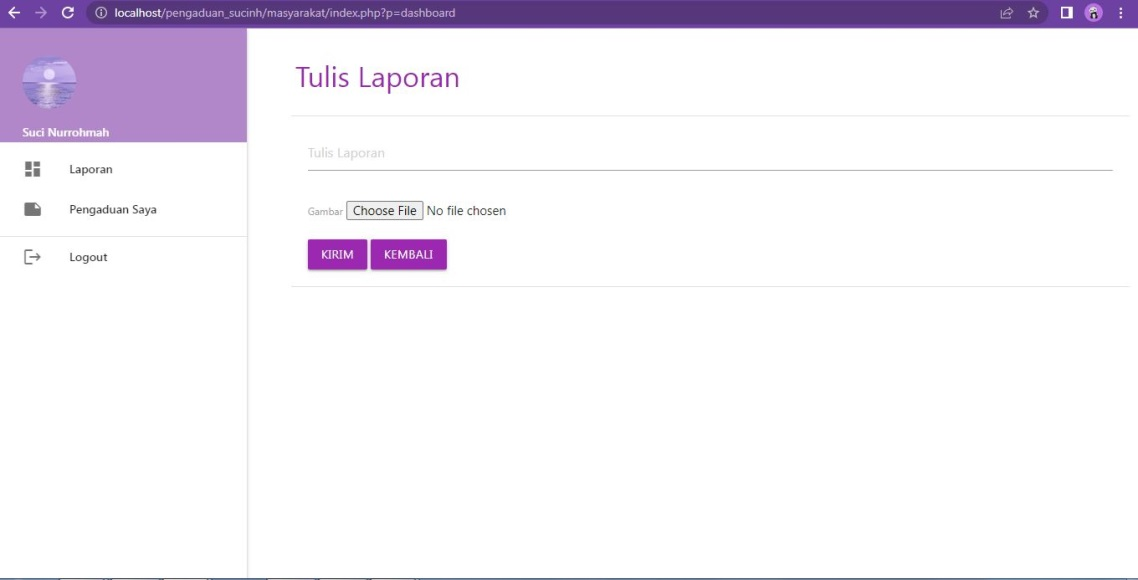 localhost/pengaduan_sucinh/masyarakat/index.php?p=dashboard
Suci Nurrohmah
Laporan
Pengaduan Saya
Logout
Tulis Laporan
Tulis Laporan
Gambar Choose File No file chosen
KIRIM KEMBALI